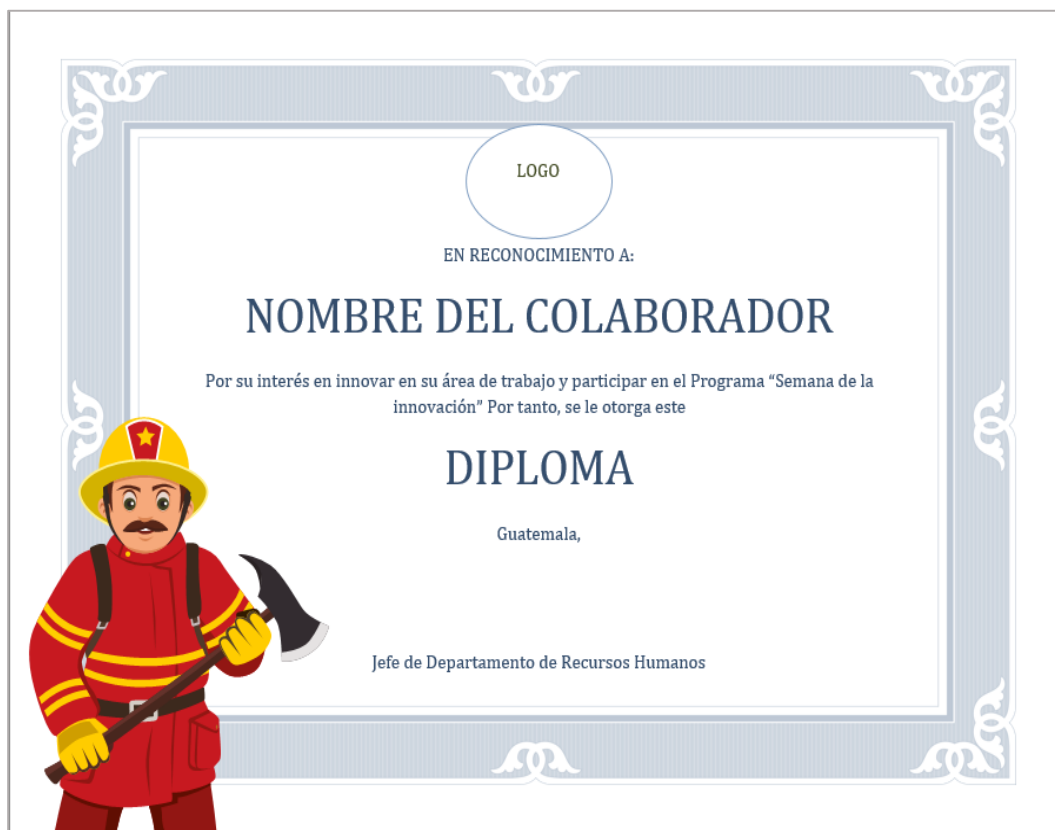 LOGO
EN RECONOCIMIENTO A:
NOMBRE DEL COLABORADOR
Por su interés en innovar en su área de trabajo y participar en el Programa “Semana de la
innovación” Por tanto, se le otorga este
DIPLOMA
Guatemala,
Jefe de Departamento de Recursos Humanos